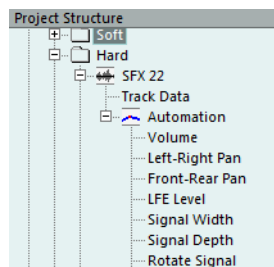 Project Structure
Soft
Hard
SFX 22
Track Data
Automation
Volume
Left-Right Pan
Front-Rear Pan
LFE Level
Signal Width
Signal Depth
Rotate Signal